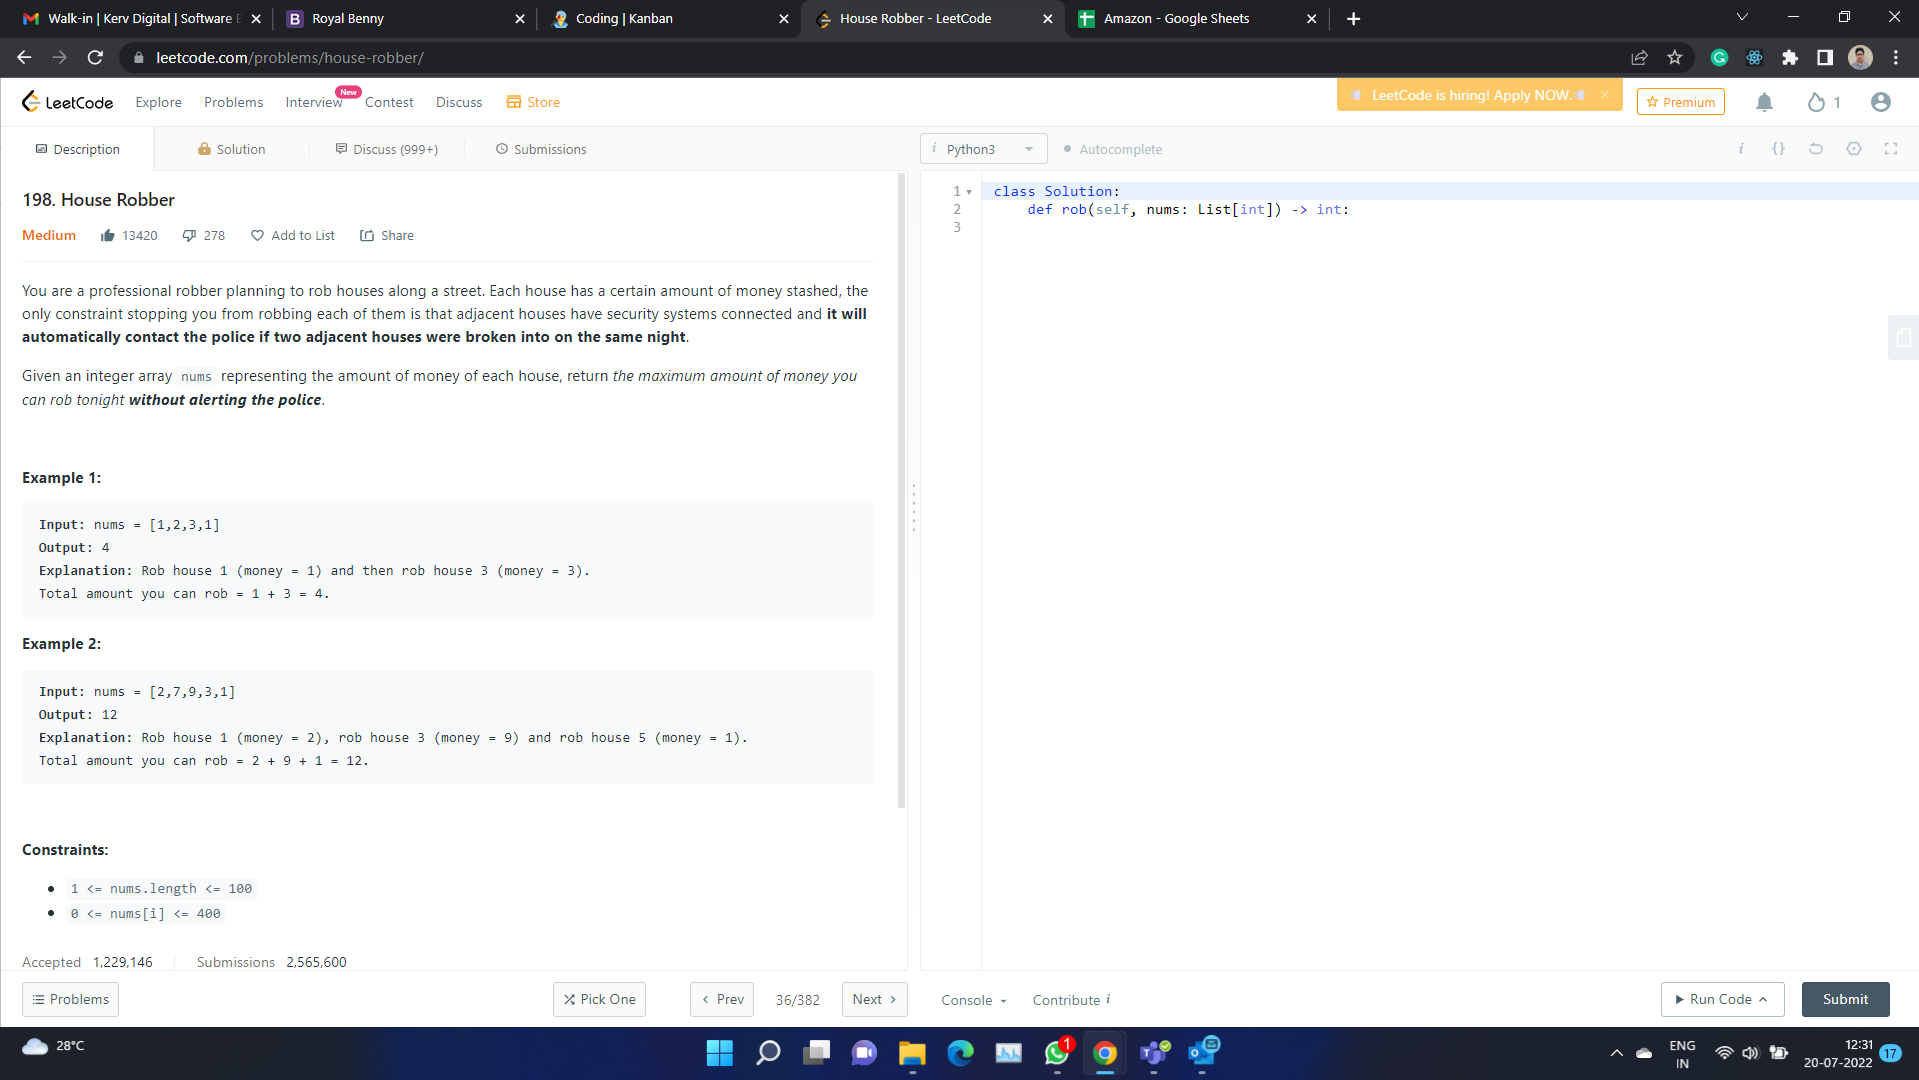 Walk-in | Kerv Digital | Software E
Royal Benny
Coding | Kanban
House Robber - LeetCode
Amazon - Google Sheets
leetcode.com/problems/house-robber/
LeetCode
Explore
Problems
Interview
New
Contest
Discuss
Store
LeetCode is hiring! Apply NOW.
Premium
1
Description
Solution
Discuss (999+)
Submissions
i Python3
Autocomplete
i {}
198. House Robber
Medium
13420
278
Add to List
Share
You are a professional robber planning to rob houses along a street. Each house has a certain amount of money stashed, the
only constraint stopping you from robbing each of them is that adjacent houses have security systems connected and it will
automatically contact the police if two adjacent houses were broken into on the same night.
Given an integer array nums representing the amount of money of each house, return the maximum amount of money you
can rob tonight without alerting the police.
Example 1:
Input: nums = [1,2,3,1]
Output: 4
Explanation: Rob house 1 (money = 1) and then rob house 3 (money = 3).
Total amount you can rob = 1 + 3 = 4.
Example 2:
Input: nums = [2,7,9,3,1]
Output: 12
Explanation: Rob house 1 (money = 2), rob house 3 (money = 9) and rob house 5 (money = 1).
Total amount you can rob = 2 + 9 + 1 = 12.
Constraints:
1 <= nums.length <= 100
0 <= nums[i] <= 400
Accepted 1,229,146
Submissions 2,565,600
1 class Solution:
2 def rob(self, nums: List[int]) -> int:
3
Problems
Pick One
Prev
36/382
Next
Console
Contribute i
Run Code
Submit
28°C
1
ENG
IN
12:31
20-07-2022
17